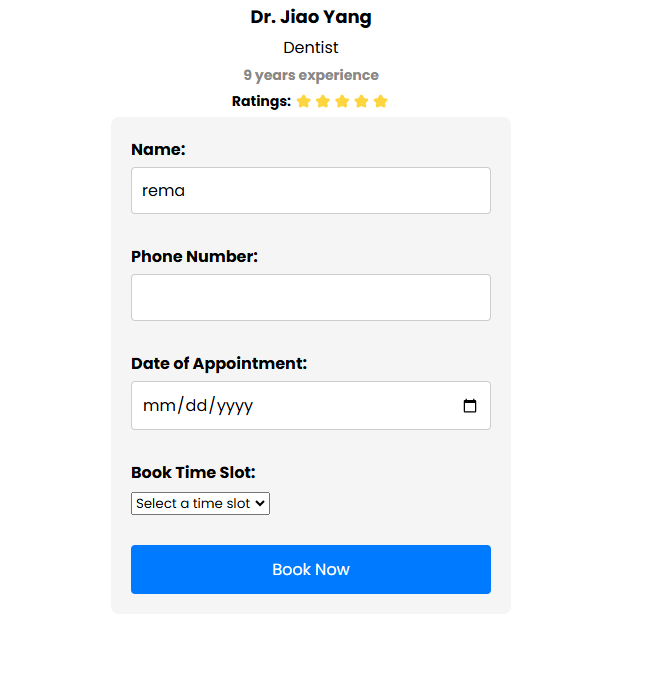 Dr. Jiao Yang
Dentist
9 years experience
Ratings:
Name:
rema
Phone Number:
Date of Appointment:
mm/dd/yyyy
Book Time Slot:
Select a time slot
Book Now